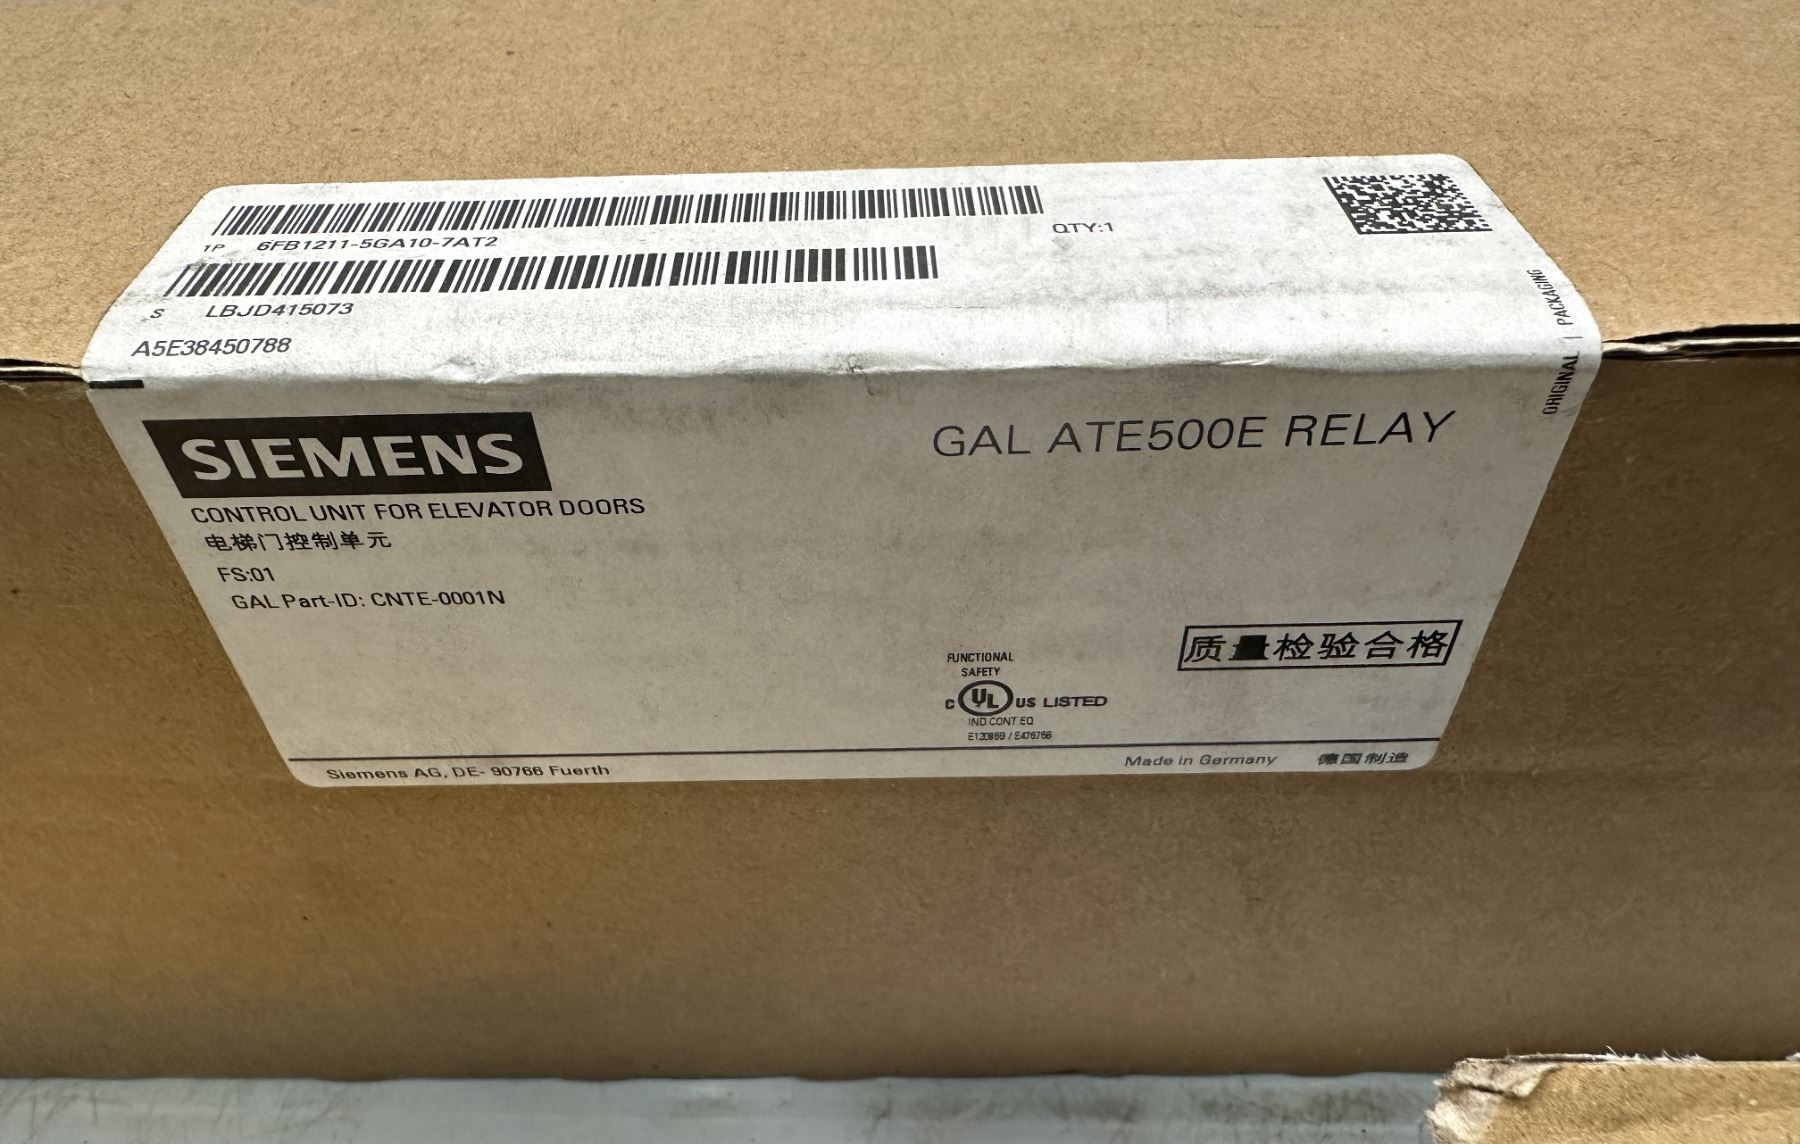 1P 6FB1211-5GA10-7AT2
QTY:1
S LBJD415073
A5E38450788
ORIGINAL | PACKAGING
SIEMENS
GAL ATE500E RELAY
CONTROL UNIT FOR ELEVATOR DOORS
电梯门控制单元
FS:01
GAL Part-ID: CNTE-0001N
质量检验合格
FUNCTIONAL
SAFETY
C UL US LISTED
IND CONT EQ
E120869 / E476766
Siemens AG, DE- 90766 Fuerth
Made in Germany 德国制造